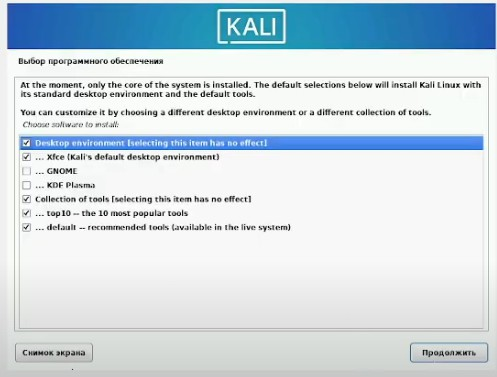 KALI
Выбор программного обеспечения
At the moment, only the core of the system is installed. The default selections below will install Kali Linux with
its standard desktop environment and the default tools.
You can customize it by choosing a different desktop environment or a different collection of tools.
Choose software to install:
Desktop environment [selecting this item has no effect]
... Xfce (Kali's default desktop environment)
... GNOME
... KDE Plasma
Collection of tools [selecting this item has no effect]
... top10 -- the 10 most popular tools
... default -- recommended tools (available in the live system)
Снимок экрана
Продолжить